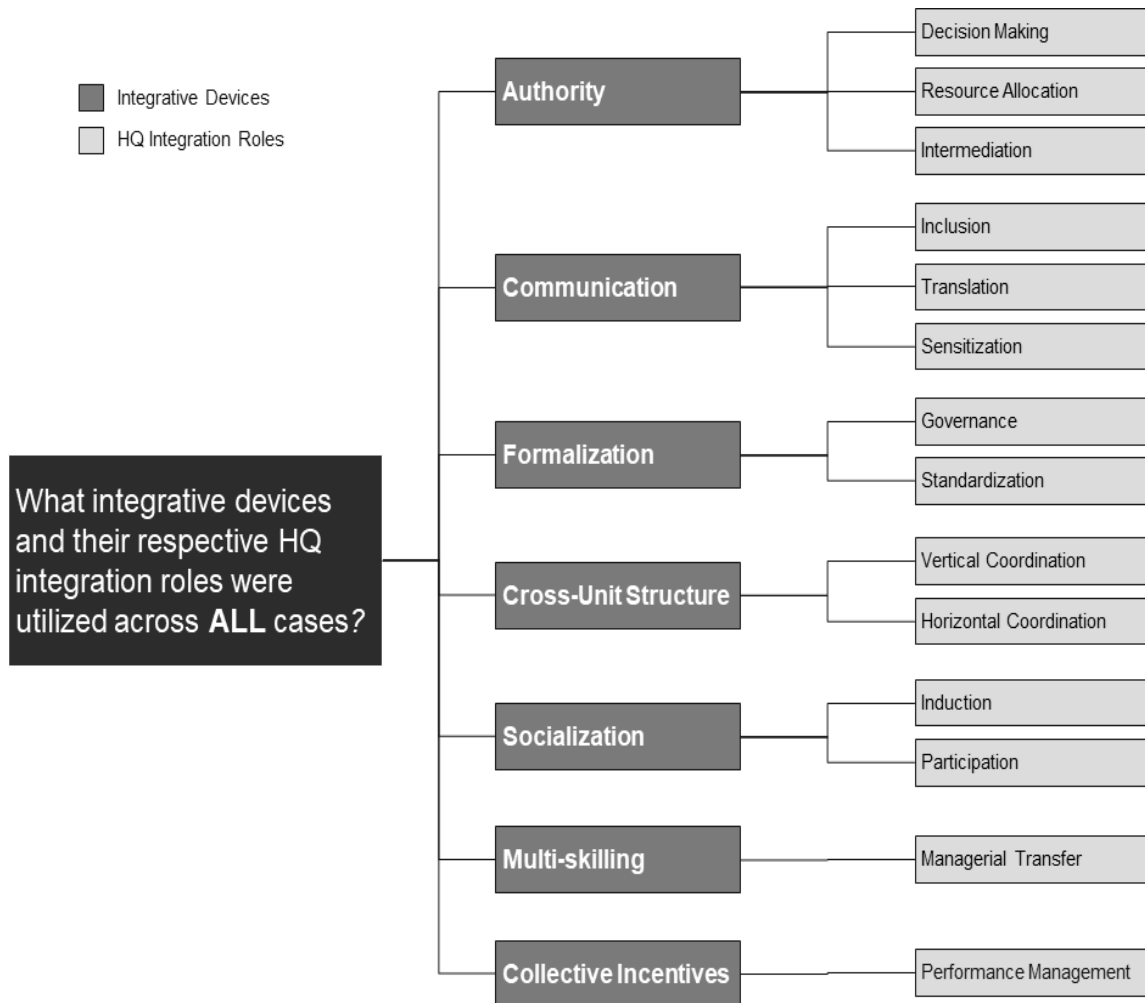 Integrative Devices
HQ Integration Roles
What integrative devices
and their respective HQ
integration roles were
utilized across ALL cases?
Authority
Decision Making
Resource Allocation
Intermediation
Communication
Inclusion
Translation
Sensitization
Formalization
Governance
Standardization
Cross-Unit Structure
Vertical Coordination
Horizontal Coordination
Socialization
Induction
Participation
Multi-skilling
Managerial Transfer
Collective Incentives
Performance Management